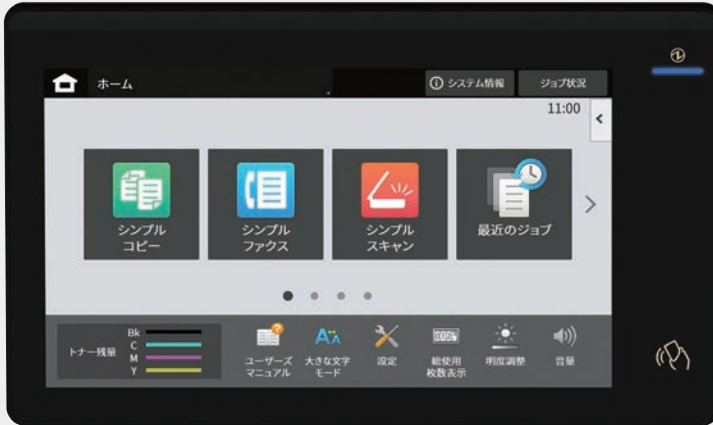 ホーム
システム情報
ジョブ状況
11:00
シンプル
コピー
シンプル
ファクス
シンプル
スキャン
最近のジョブ
トナー残量
Bk
C
M
Y
ユーザーズ
マニュアル
大きな文字
モード
設定
総使用
枚数表示
明度調整
音量